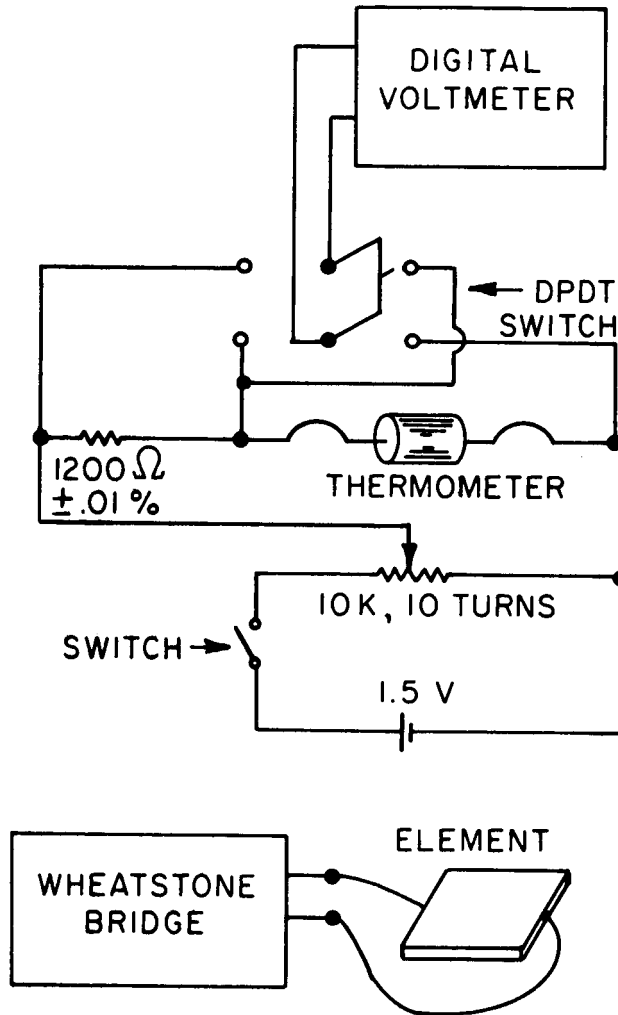 DIGITAL
VOLTMETER
DPDT
SWITCH
1200 Ω
±.01 %
THERMOMETER
10K, 10 TURNS
SWITCH
1.5 V
ELEMENT
WHEATSTONE
BRIDGE